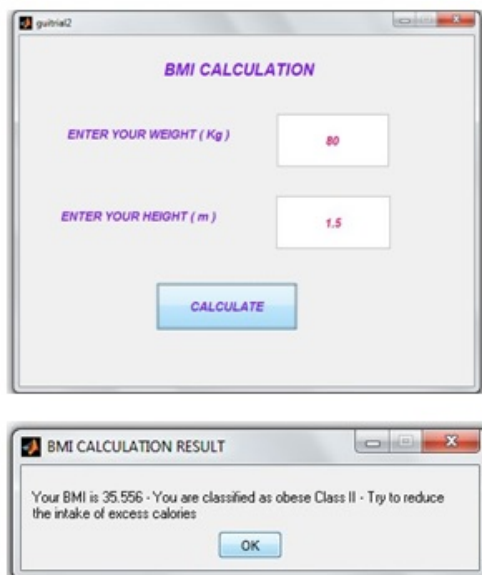 guitrial2
BMI CALCULATION
ENTER YOUR WEIGHT ( Kg )
80
ENTER YOUR HEIGHT ( m )
1.5
CALCULATE
BMI CALCULATION RESULT
Your BMI is 35.556 - You are classified as obese Class II - Try to reduce
the intake of excess calories
OK